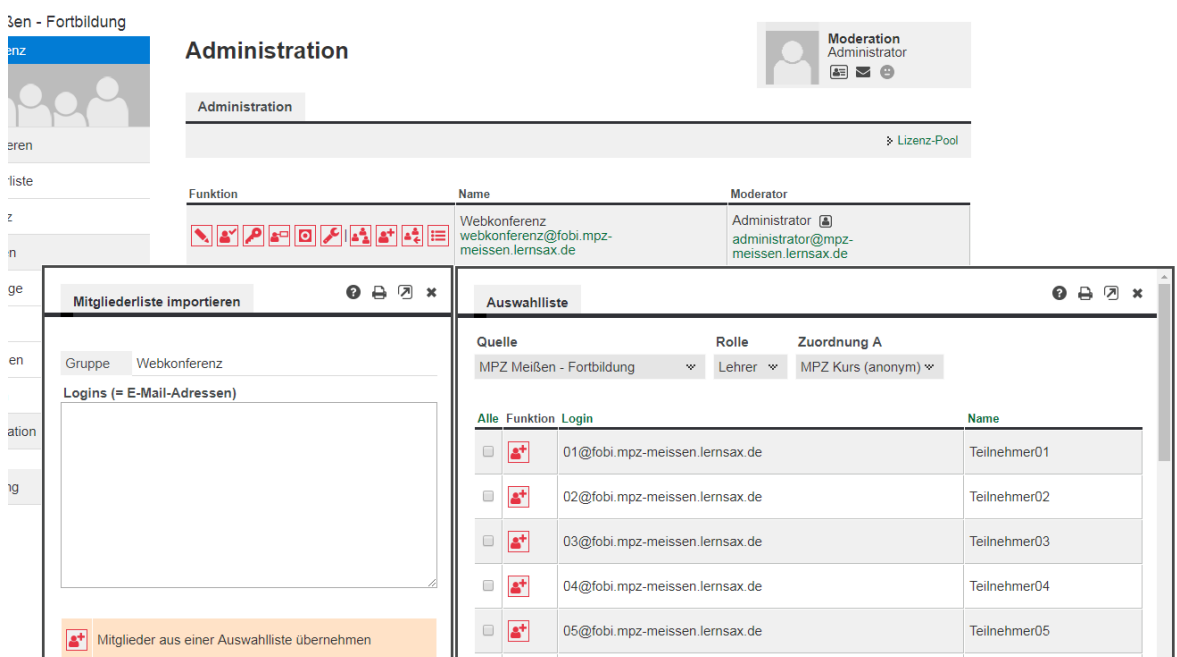 ßen - Fortbildung
enz
Administration
Moderation
Administrator
Administration
Lizenz-Pool
eren
liste
z
n
ge
en
ation
ng
Funktion Name Moderator
Webkonferenz
webkonferenz@fobi.mpz-
meissen.lernsax.de
Administrator
administrator@mpz-
meissen.lernsax.de
Mitgliederliste importieren
Gruppe Webkonferenz
Logins (= E-Mail-Adressen)
Mitglieder aus einer Auswahlliste übernehmen
Auswahlliste
Quelle Rolle Zuordnung A
MPZ Meißen - Fortbildung Lehrer MPZ Kurs (anonym)
Alle Funktion Login Name
01@fobi.mpz-meissen.lernsax.de Teilnehmer01
02@fobi.mpz-meissen.lernsax.de Teilnehmer02
03@fobi.mpz-meissen.lernsax.de Teilnehmer03
04@fobi.mpz-meissen.lernsax.de Teilnehmer04
05@fobi.mpz-meissen.lernsax.de Teilnehmer05